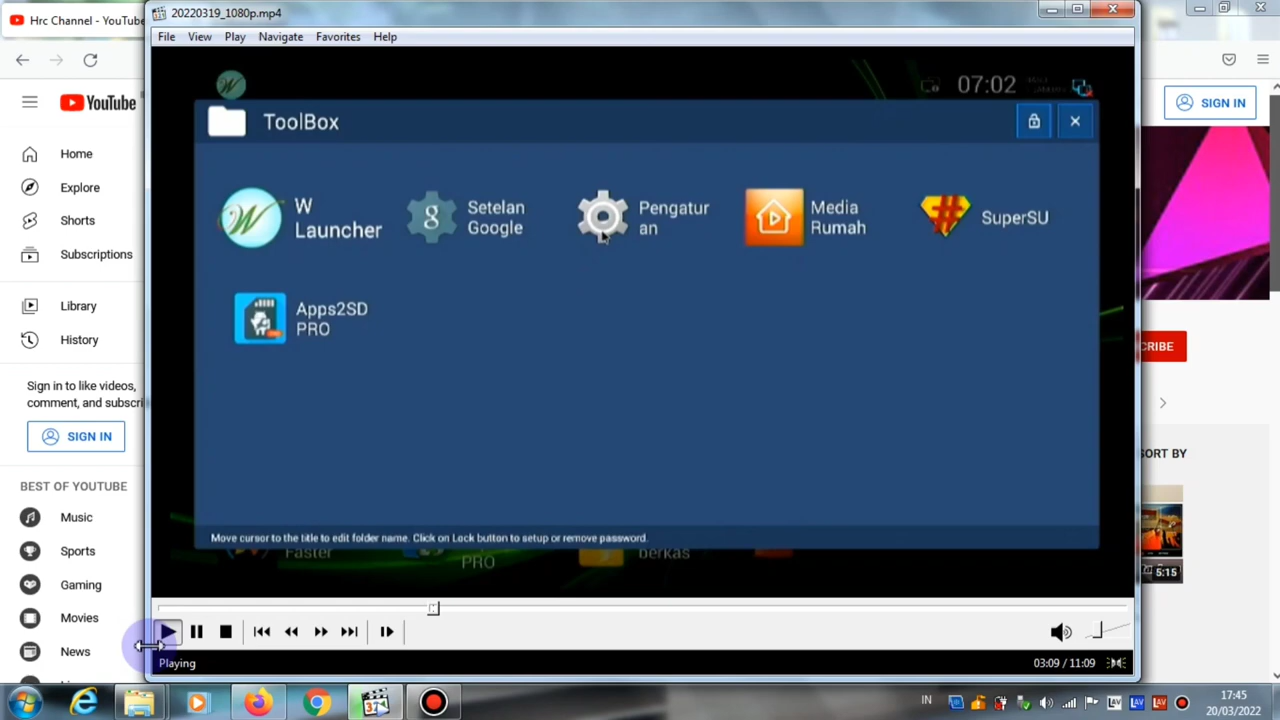 Hrc Channel - YouTube
20220319_1080p.mp4
File View Play Navigate Favorites Help
YouTube
SIGN IN
07:02
ToolBox
Home
Explore
Shorts
Subscriptions
Library
History
Sign in to like videos,
comment, and subscri
SIGN IN
BEST OF YOUTUBE
Music
Sports
Gaming
Movies
News
W
Launcher
Setelan
Google
Pengatur
an
Media
Rumah
SuperSU
Apps2SD
PRO
Move cursor to the title to edit folder name. Click on Lock button to setup or remove password.
Faster
PRO
berkas
CRIBE
SORT BY
5:15
Playing
03:09 / 11:09
IN
LAV LAV LAV
17:45
20/03/2022